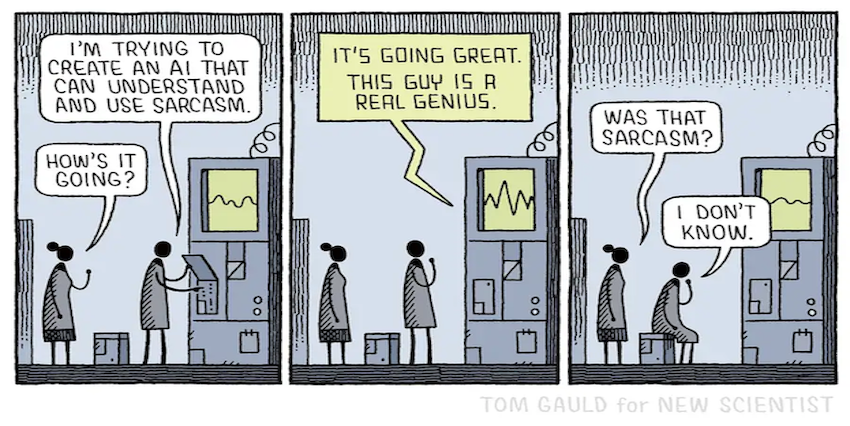 I'M TRYING TO
CREATE AN AI THAT
CAN UNDERSTAND
AND USE SARCASM.
HOW'S IT
GOING?
IT'S GOING GREAT.
THIS GUY IS A
REAL GENIUS.
WAS THAT
SARCASM?
I DON'T
KNOW.
TOM GAULD for NEW SCIENTIST